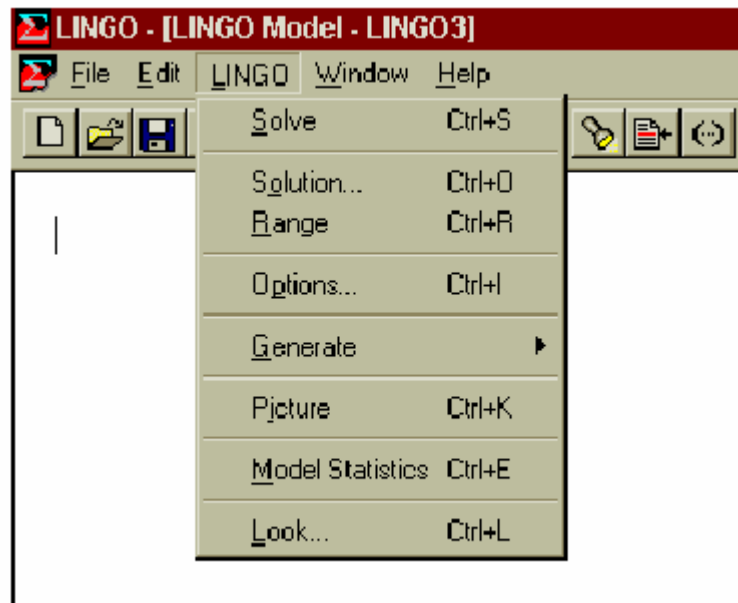 LINGO - [LINGO Model - LINGO3]
File Edit LINGO Window Help
Solve Ctrl+S
Solution... Ctrl+O
Range Ctrl+R
Options... Ctrl+I
Generate
Picture Ctrl+K
Model Statistics Ctrl+E
Look... Ctrl+L